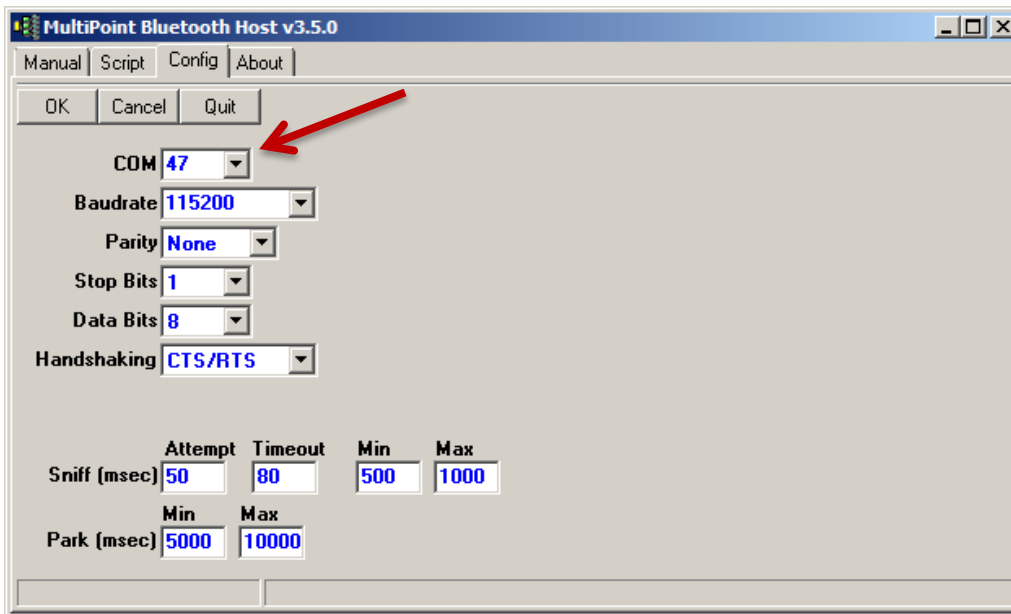 MultiPoint Bluetooth Host v3.5.0
Manual Script Config About
OK Cancel Quit
COM 47
Baudrate 115200
Parity None
Stop Bits 1
Data Bits 8
Handshaking CTS/RTS
Attempt Timeout Min Max
Sniff (msec) 50 80 500 1000
Min Max
Park (msec) 5000 10000